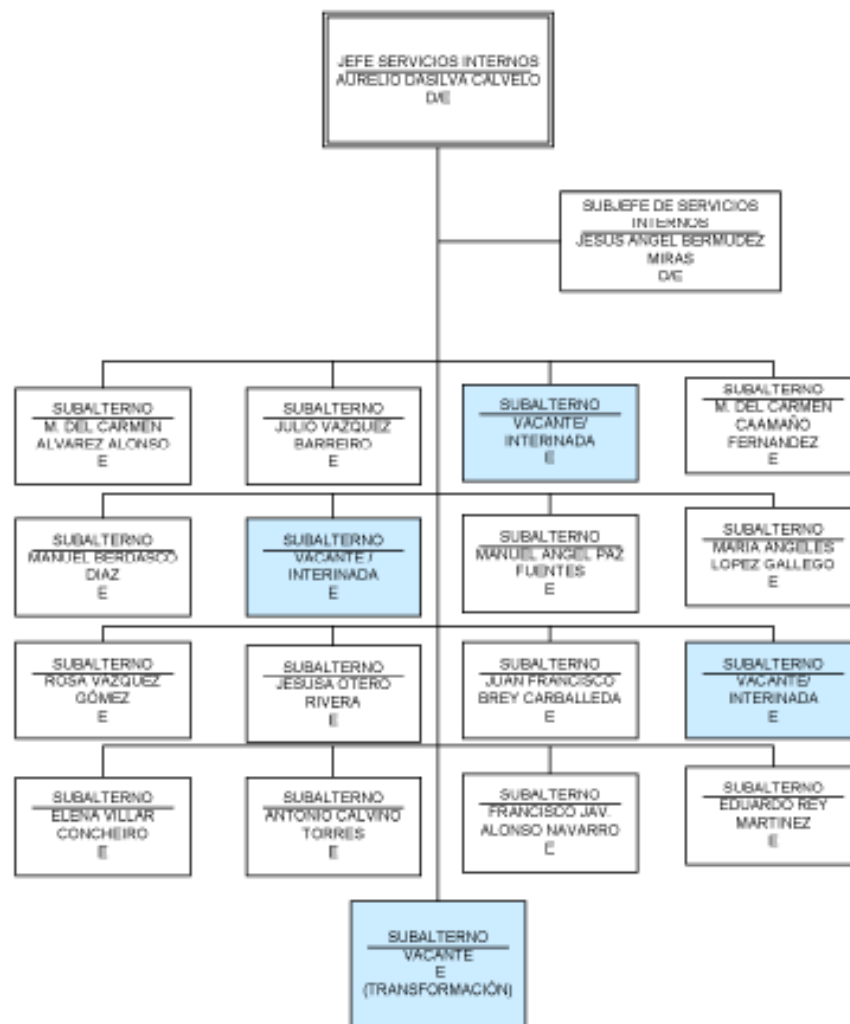 JEFE SERVICIOS INTERNOS
AURELIO DASILVA CALVELO
D/E
SUBJEFE DE SERVICIOS
INTERNOS
JESUS ANGEL BERMUDEZ
MIRAS
D/E
SUBALTERNO
M. DEL CARMEN
ALVAREZ ALONSO
E
SUBALTERNO
JULIO VAZQUEZ
BARREIRO
E
SUBALTERNO
VACANTE/
INTERINADA
E
SUBALTERNO
M. DEL CARMEN
CAAMAÑO
FERNANDEZ
E
SUBALTERNO
MANUEL BERDASCO
DIAZ
E
SUBALTERNO
VACANTE /
INTERINADA
E
SUBALTERNO
MANUEL ANGEL PAZ
FUENTES
E
SUBALTERNO
MARIA ANGELES
LOPEZ GALLEGO
E
SUBALTERNO
ROSA VAZQUEZ
GÓMEZ
E
SUBALTERNO
JESUSA OTERO
RIVERA
E
SUBALTERNO
JUAN FRANCISCO
BREY CARBALLEDA
E
SUBALTERNO
VACANTE/
INTERINADA
E
SUBALTERNO
ELENA VILLAR
CONCHEIRO
E
SUBALTERNO
ANTONIO CALVINO
TORRES
E
SUBALTERNO
FRANCISCO JAV.
ALONSO NAVARRO
E
SUBALTERNO
EDUARDO REY
MARTINEZ
E
SUBALTERNO
VACANTE
E
(TRANSFORMACIÓN)